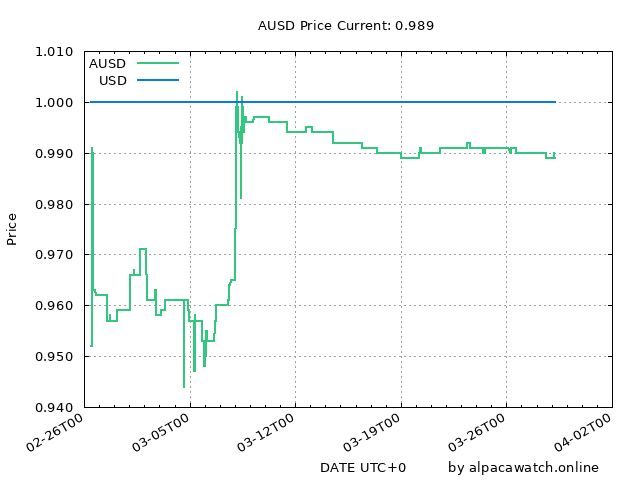 AUSD Price Current: 0.989
1.010
AUSD
USD
1.000
0.990
0.980
0.970
Price
0.960
0.950
0.940
02-26T00 03-05T00 03-12T00 03-19T00 03-26T00 04-02T00
DATE UTC+0 by alpacawatch.online